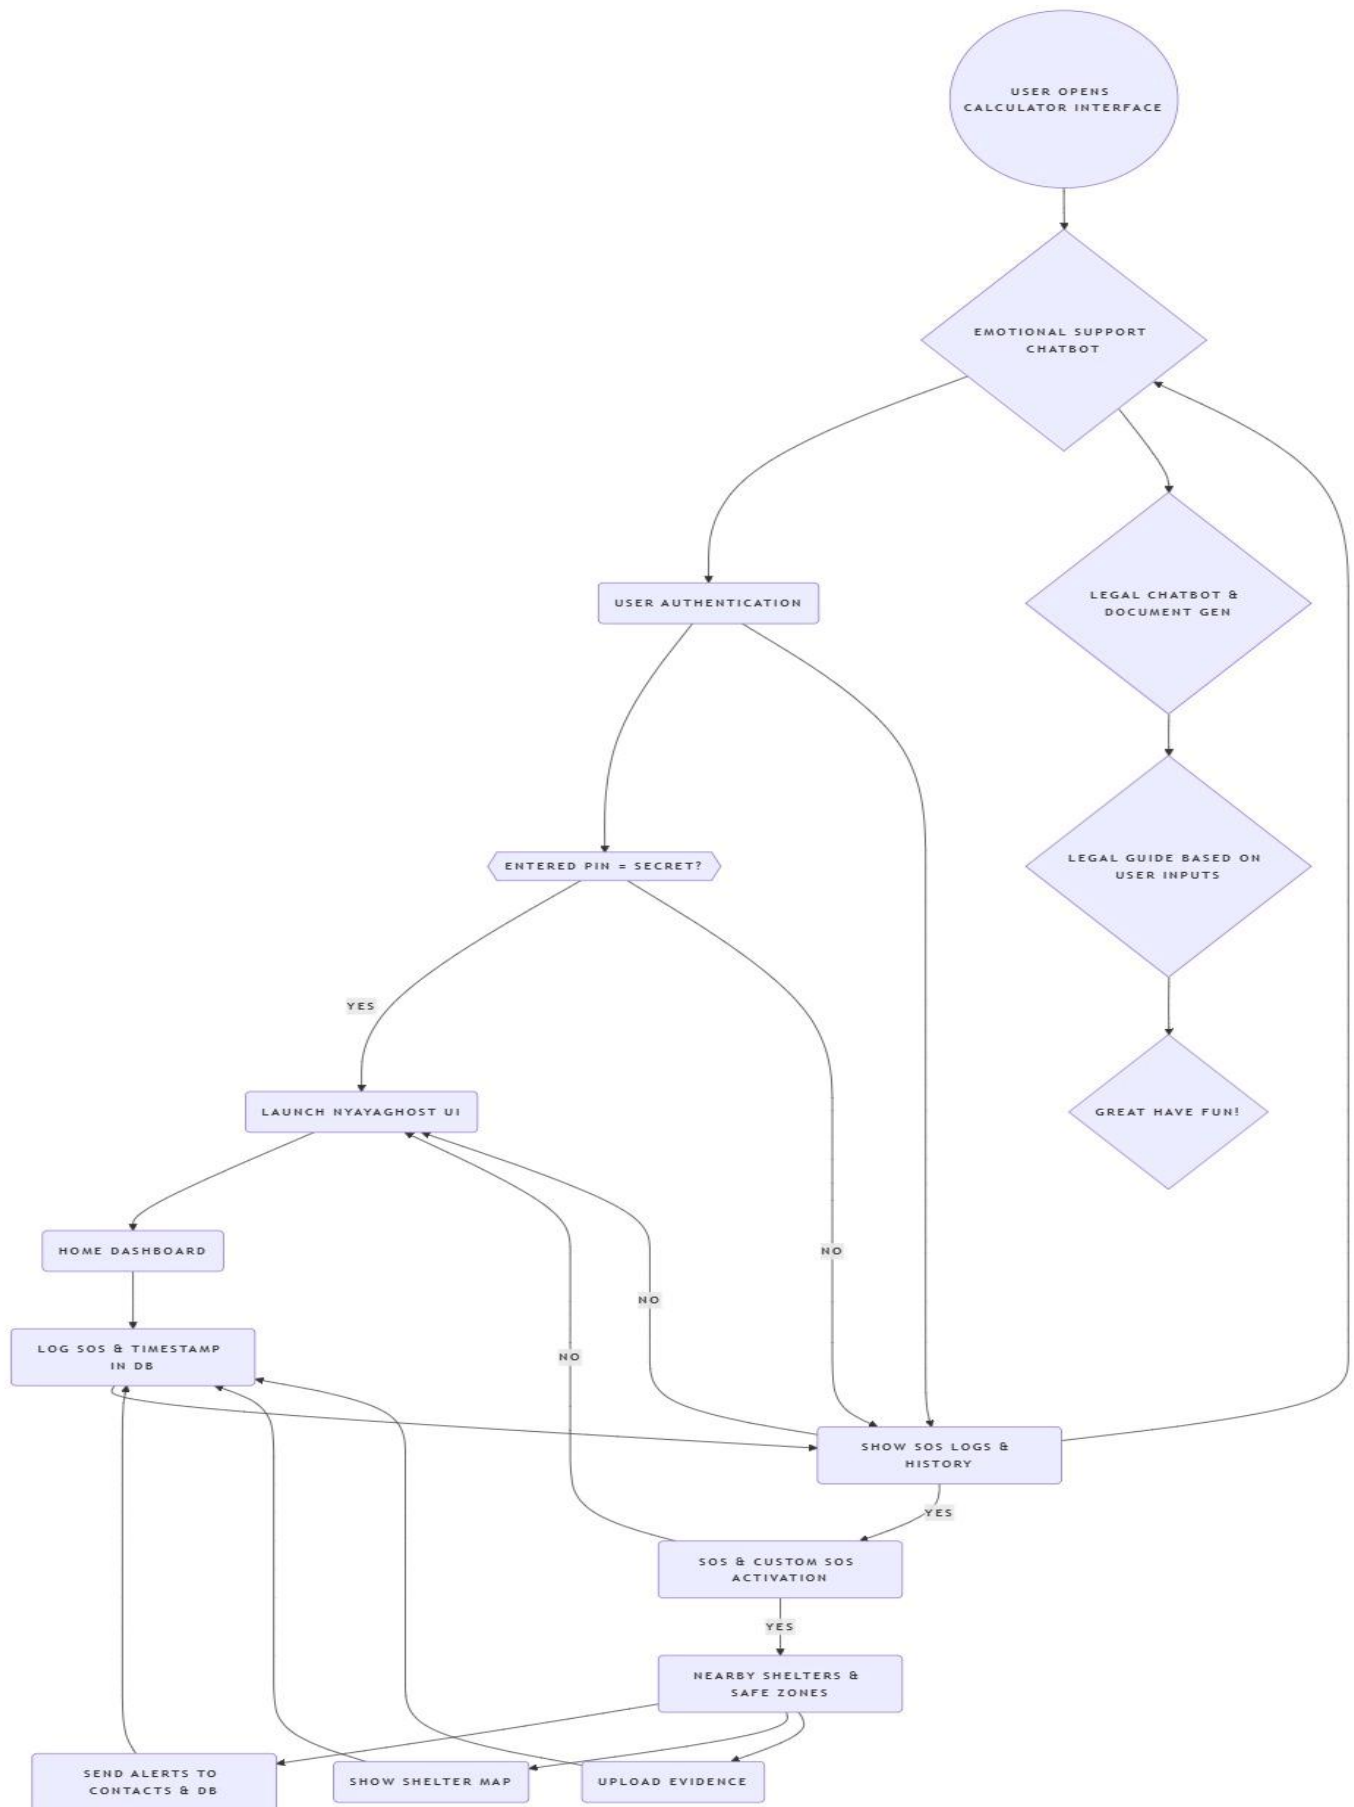 USER OPENS
CALCULATOR INTERFACE
EMOTIONAL SUPPORT
CHATBOT
USER AUTHENTICATION
LEGAL CHATBOT &
DOCUMENT GEN
ENTERED PIN = SECRET?
LEGAL GUIDE BASED ON
USER INPUTS
YES
LAUNCH NYAYAGHOST UI
GREAT HAVE FUN!
HOME DASHBOARD
NO
NO
LOG SOS & TIMESTAMP
IN DB
NO
SHOW SOS LOGS &
HISTORY
YES
SOS & CUSTOM SOS
ACTIVATION
YES
NEARBY SHELTERS &
SAFE ZONES
SEND ALERTS TO
CONTACTS & DB
SHOW SHELTER MAP
UPLOAD EVIDENCE